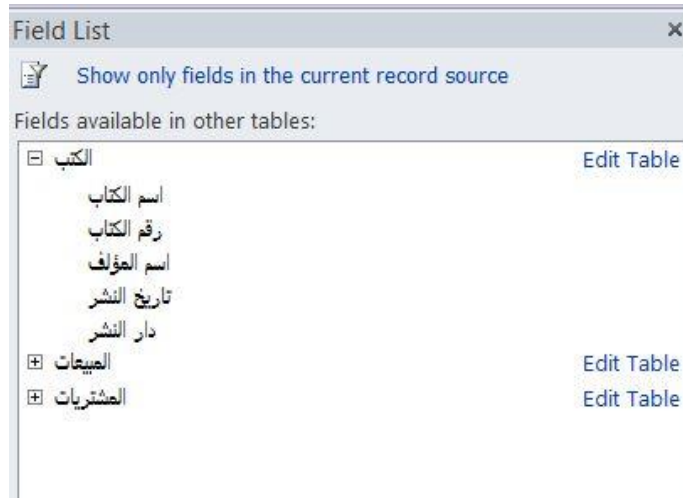 Field List
Show only fields in the current record source
Fields available in other tables:
الكتب Edit Table
اسم الكتاب
رقم الكتاب
اسم المؤلف
تاريخ النشر
دار النشر
المبيعات Edit Table
المشتريات Edit Table